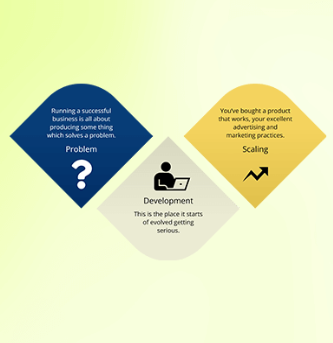 Running a successful
business is all about
producing some thing
which solves a problem.
Problem
?
Development
This is the place it starts
of evolved getting
serious.
You've bought a product
that works, your excellent
advertising and
marketing practices.
Scaling